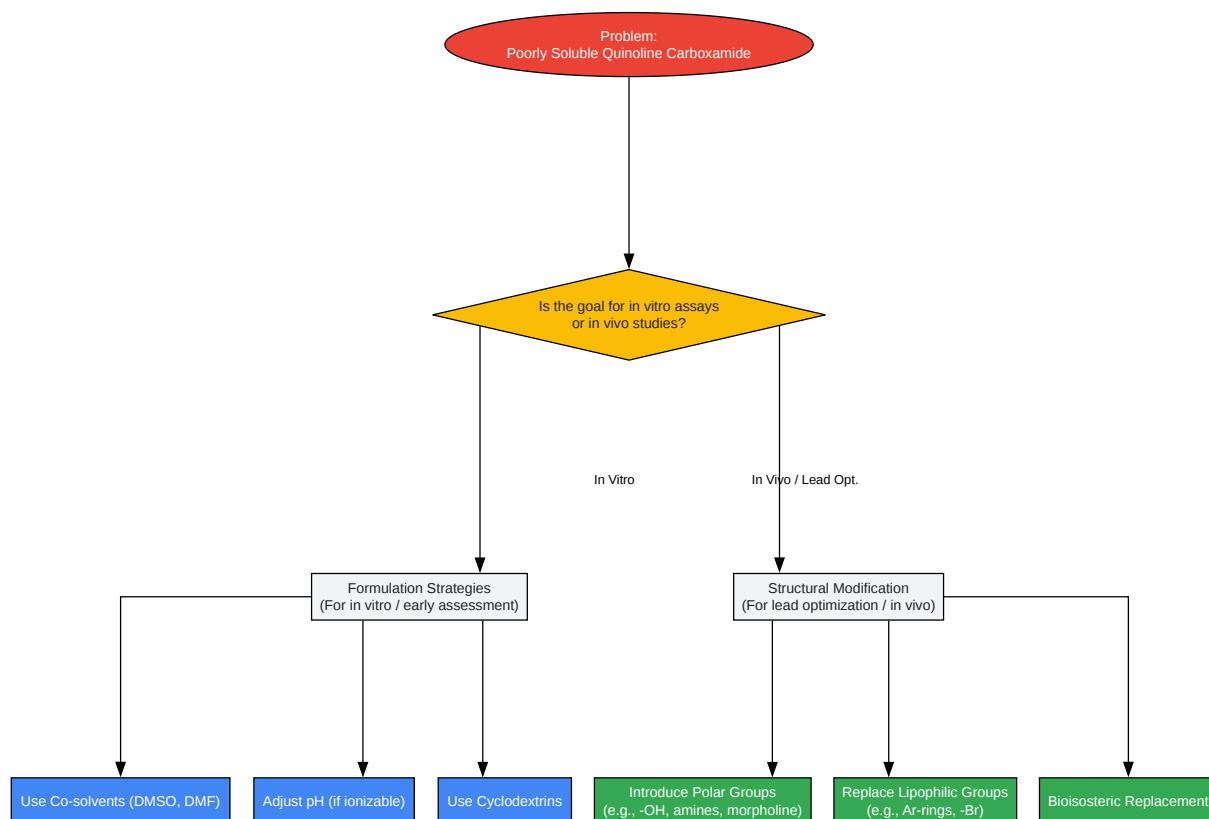 Problem:
Poorly Soluble Quinoline Carboxamide
Is the goal for in vitro assays
or in vivo studies?
In Vitro
In Vivo / Lead Opt.
Formulation Strategies
(For in vitro / early assessment)
Structural Modification
(For lead optimization / in vivo)
Use Co-solvents (DMSO, DMF)
Adjust pH (if ionizable)
Use Cyclodextrins
Introduce Polar Groups
(e.g., -OH, amines, morpholine)
Replace Lipophilic Groups
(e.g., Ar-rings, -Br)
Bioisosteric Replacement